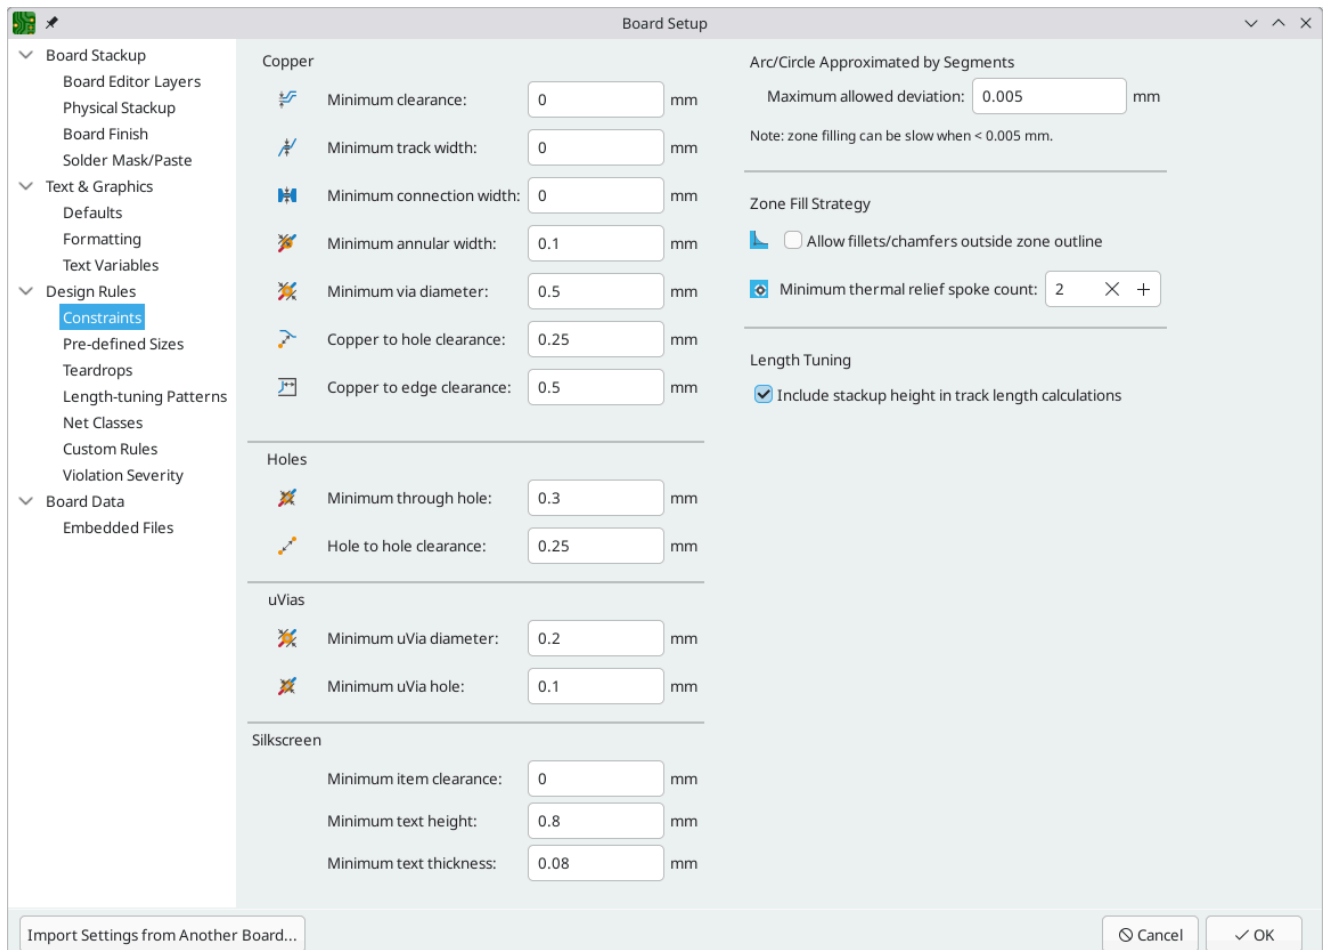 Board Setup
Board Stackup
Board Editor Layers
Physical Stackup
Board Finish
Solder Mask/Paste
Text & Graphics
Defaults
Formatting
Text Variables
Design Rules
Constraints
Pre-defined Sizes
Teardrops
Length-tuning Patterns
Net Classes
Custom Rules
Violation Severity
Board Data
Embedded Files
Copper
Minimum clearance: 0 mm
Minimum track width: 0 mm
Minimum connection width: 0 mm
Minimum annular width: 0.1 mm
Minimum via diameter: 0.5 mm
Copper to hole clearance: 0.25 mm
Copper to edge clearance: 0.5 mm
Holes
Minimum through hole: 0.3 mm
Hole to hole clearance: 0.25 mm
uVias
Minimum uVia diameter: 0.2 mm
Minimum uVia hole: 0.1 mm
Silkscreen
Minimum item clearance: 0 mm
Minimum text height: 0.8 mm
Minimum text thickness: 0.08 mm
Arc/Circle Approximated by Segments
Maximum allowed deviation: 0.005 mm
Note: zone filling can be slow when < 0.005 mm.
Zone Fill Strategy
Allow fillets/chamfers outside zone outline
Minimum thermal relief spoke count: 2
Length Tuning
Include stackup height in track length calculations
Import Settings from Another Board...
Cancel
OK